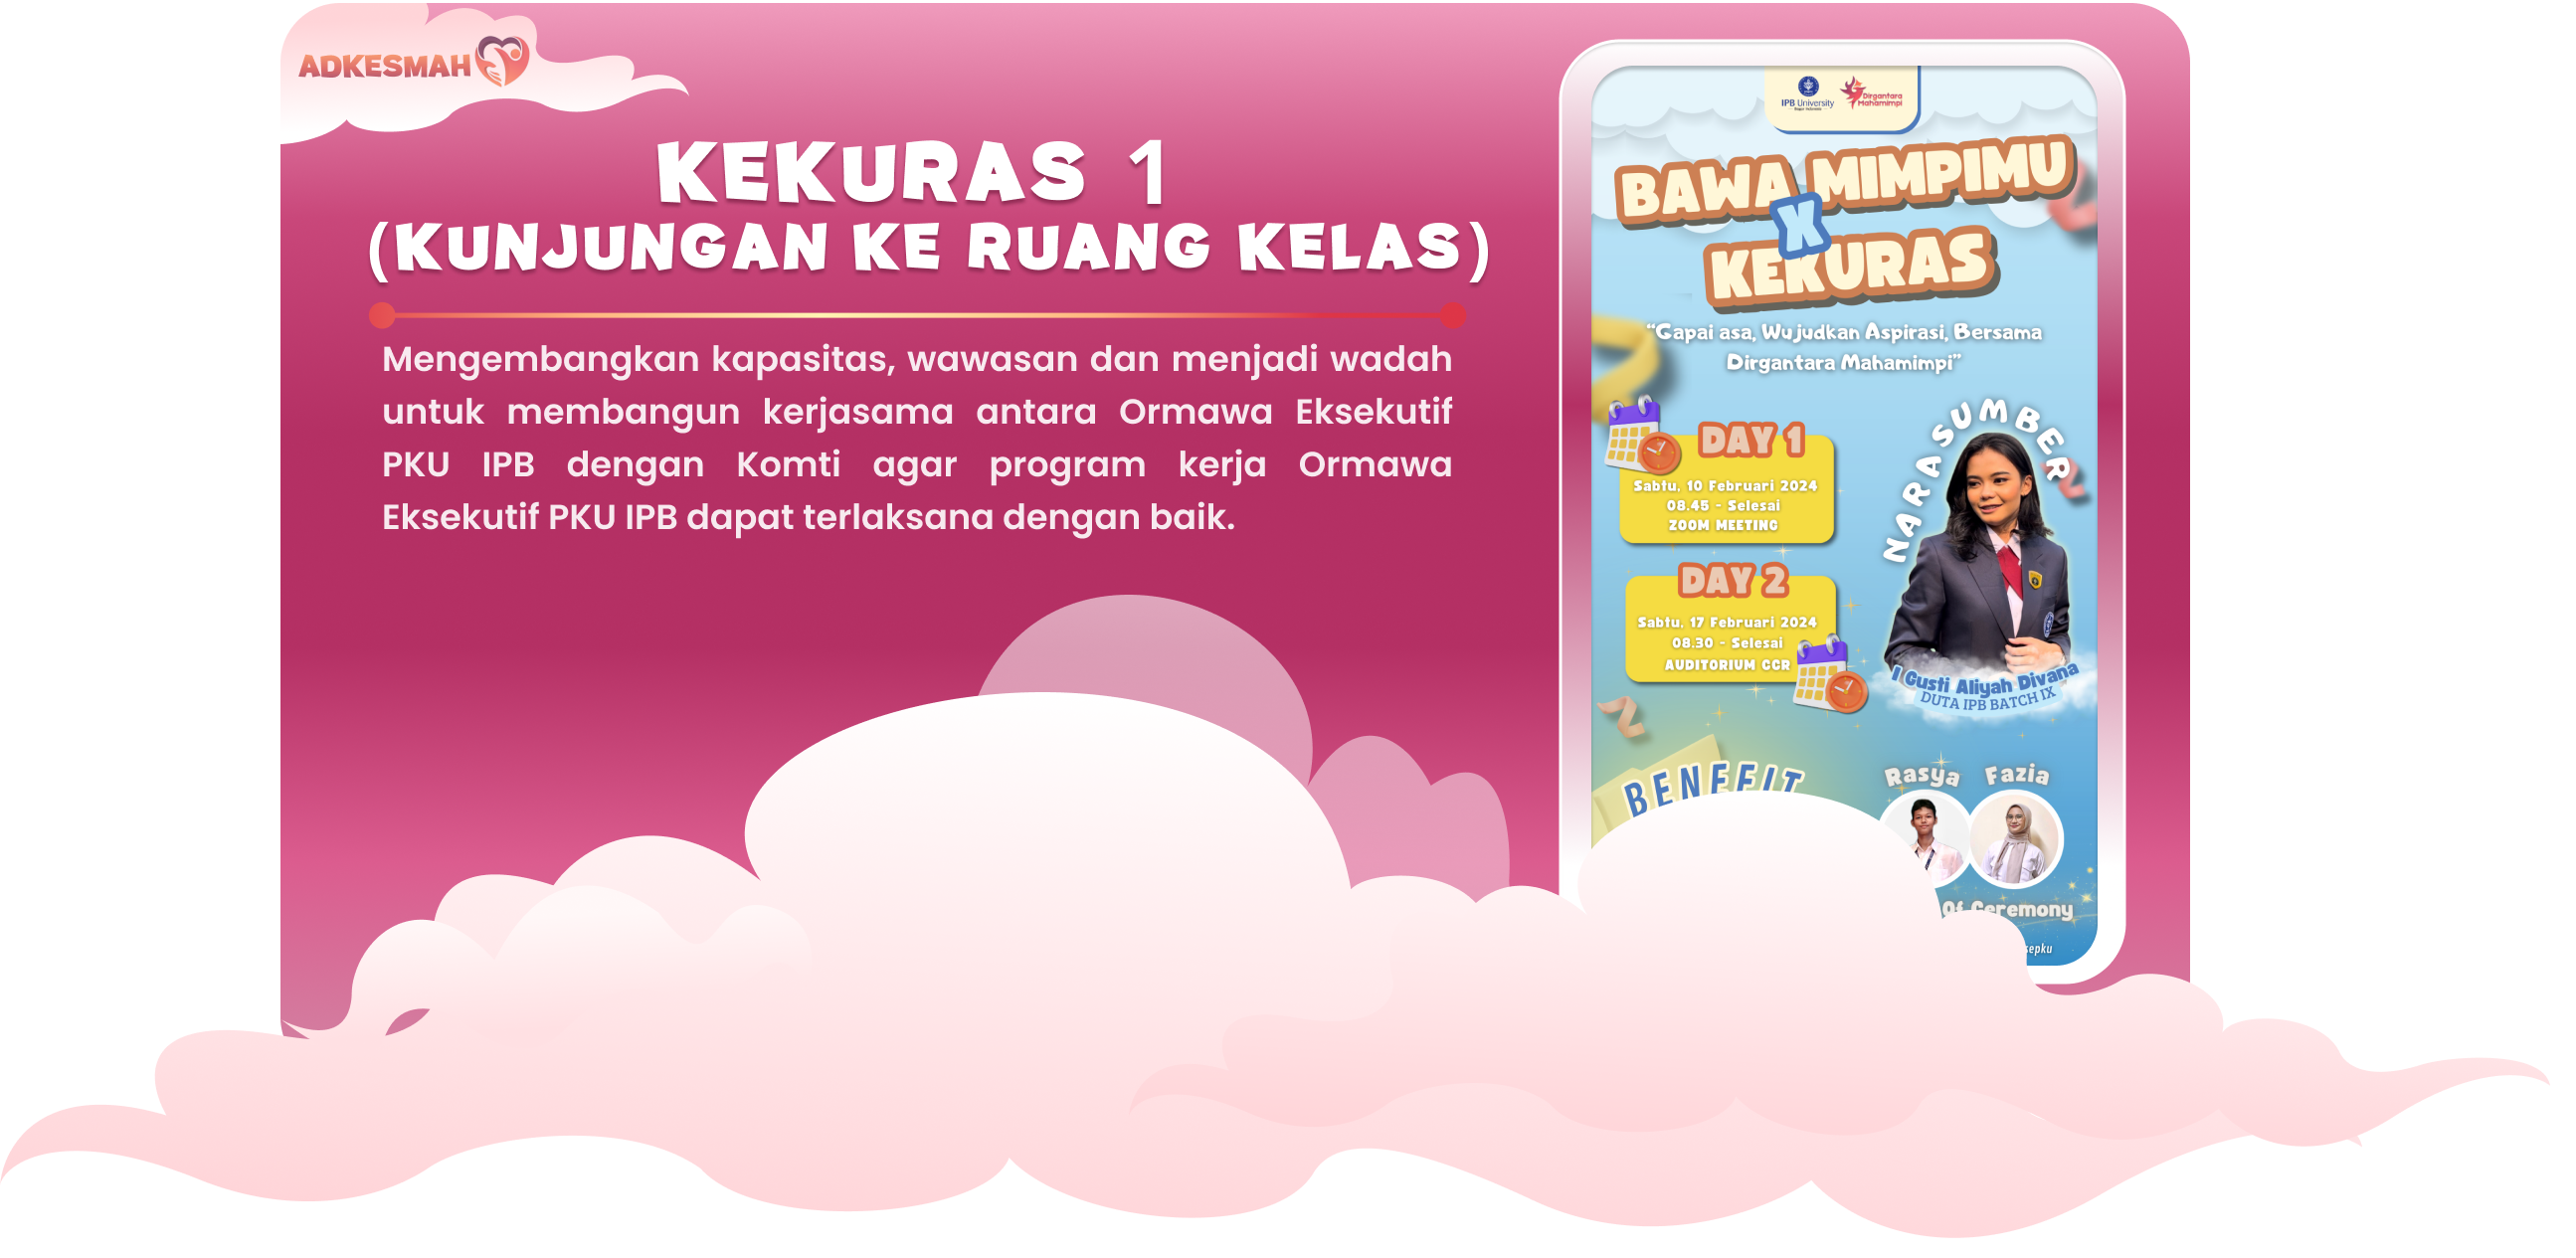 ADKESMAH
KEKURAS 1
(KUNJUNGAN KE RUANG KELAS)
Mengembangkan kapasitas, wawasan dan menjadi wadah
untuk membangun kerjasama antara Ormawa Eksekutif
PKU IPB dengan Komti agar program kerja Ormawa
Eksekutif PKU IPB dapat terlaksana dengan baik.
IPB University
Bogor Indonesia
Dirgantara
Mahamimpi
BAWA MIMPIMU
X
KEKURAS
“Gapai asa, Wujudkan Aspirasi, Bersama
Dirgantara Mahamimpi”
DAY 1
Sabtu, 10 Februari 2024
08.45 - Selesai
ZOOM MEETING
NARASUMBER
DAY 2
Sabtu, 17 Februari 2024
08.30 - Selesai
AUDITORIUM CCR
I Gusti Aliyah Divana
DUTA IPB BATCH IX
BENEFIT
Rasya Fazia
Of Ceremony